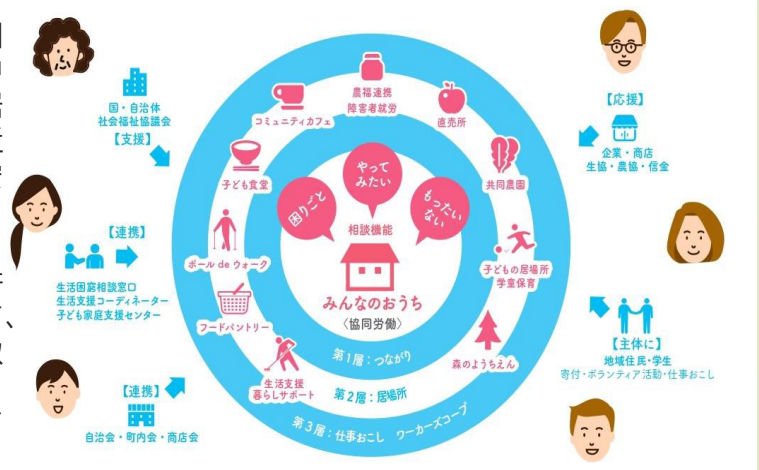 国・自治体
社会福祉協議会
【支援】
【連携】
生活困窮相談窓口
生活支援コーディネーター
子ども家庭支援センター
【連携】
自治会・町内会・商店会
農福連携
障害者就労
コミュニティカフェ
直売所
子ども食堂
共同農園
ポール de ウォーク
子どもの居場所
学童保育
フードパントリー
森のようちえん
生活支援
暮らしサポート
困りごと
やって
みたい
もったい
ない
相談機能
みんなのおうち
〈協同労働〉
第1層：つながり
第2層：居場所
第3層：仕事おこし　ワーカーズコープ
【応援】
企業・商店
生協・農協・信金
【主体に】
地域住民・学生
寄付・ボランティア活動・仕事おこし